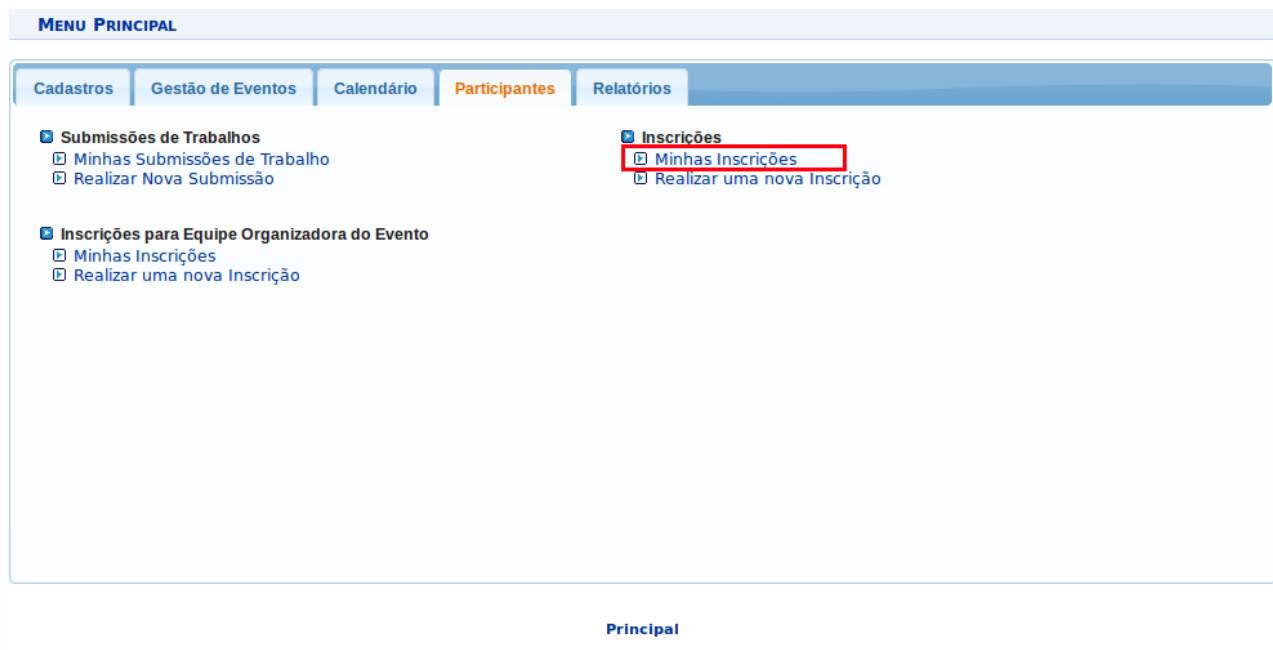 MENU PRINCIPAL
Cadastros Gestão de Eventos Calendário Participantes Relatórios
Submissões de Trabalhos
Minhas Submissões de Trabalho
Realizar Nova Submissão
Inscrições
Minhas Inscrições
Realizar uma nova Inscrição
Inscrições para Equipe Organizadora do Evento
Minhas Inscrições
Realizar uma nova Inscrição
Principal